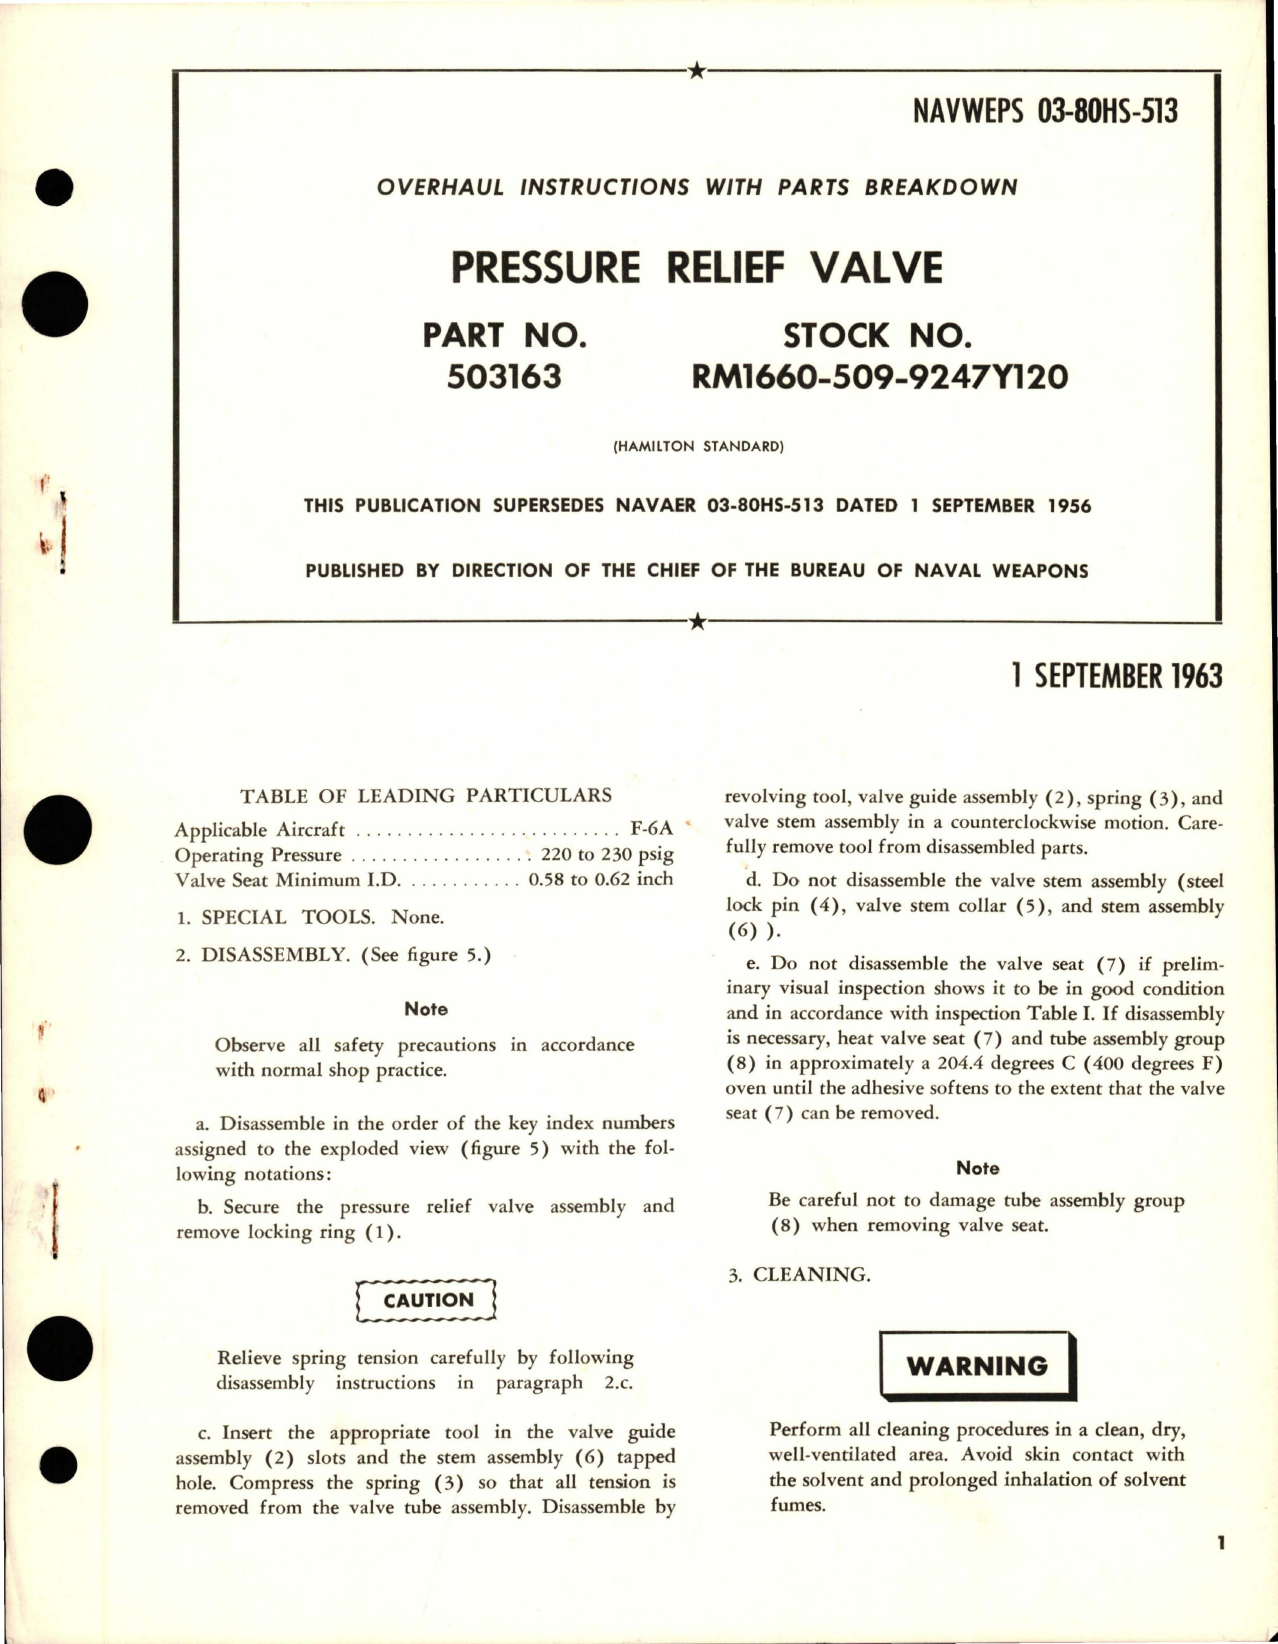 NAVWEPS 03-80HS-513
OVERHAUL INSTRUCTIONS WITH PARTS BREAKDOWN
PRESSURE RELIEF VALVE
PART NO. STOCK NO.
503163 RM1660-509-9247Y120
(HAMILTON STANDARD)
THIS PUBLICATION SUPERSEDES NAVAER 03-80HS-513 DATED 1 SEPTEMBER 1956
PUBLISHED BY DIRECTION OF THE CHIEF OF THE BUREAU OF NAVAL WEAPONS
1 SEPTEMBER 1963
TABLE OF LEADING PARTICULARS
Applicable Aircraft .......................... F-6A
Operating Pressure .................. 220 to 230 psig
Valve Seat Minimum I.D. ........... 0.58 to 0.62 inch
1. SPECIAL TOOLS. None.
2. DISASSEMBLY. (See figure 5.)
Note
Observe all safety precautions in accordance
with normal shop practice.
a. Disassemble in the order of the key index numbers
assigned to the exploded view (figure 5) with the fol-
lowing notations:
b. Secure the pressure relief valve assembly and
remove locking ring (1).
CAUTION
Relieve spring tension carefully by following
disassembly instructions in paragraph 2.c.
c. Insert the appropriate tool in the valve guide
assembly (2) slots and the stem assembly (6) tapped
hole. Compress the spring (3) so that all tension is
removed from the valve tube assembly. Disassemble by
revolving tool, valve guide assembly (2), spring (3), and
valve stem assembly in a counterclockwise motion. Care-
fully remove tool from disassembled parts.
d. Do not disassemble the valve stem assembly (steel
lock pin (4), valve stem collar (5), and stem assembly
(6) ).
e. Do not disassemble the valve seat (7) if prelim-
inary visual inspection shows it to be in good condition
and in accordance with inspection Table I. If disassembly
is necessary, heat valve seat (7) and tube assembly group
(8) in approximately a 204.4 degrees C (400 degrees F)
oven until the adhesive softens to the extent that the valve
seat (7) can be removed.
Note
Be careful not to damage tube assembly group
(8) when removing valve seat.
3. CLEANING.
WARNING
Perform all cleaning procedures in a clean, dry,
well-ventilated area. Avoid skin contact with
the solvent and prolonged inhalation of solvent
fumes.
1